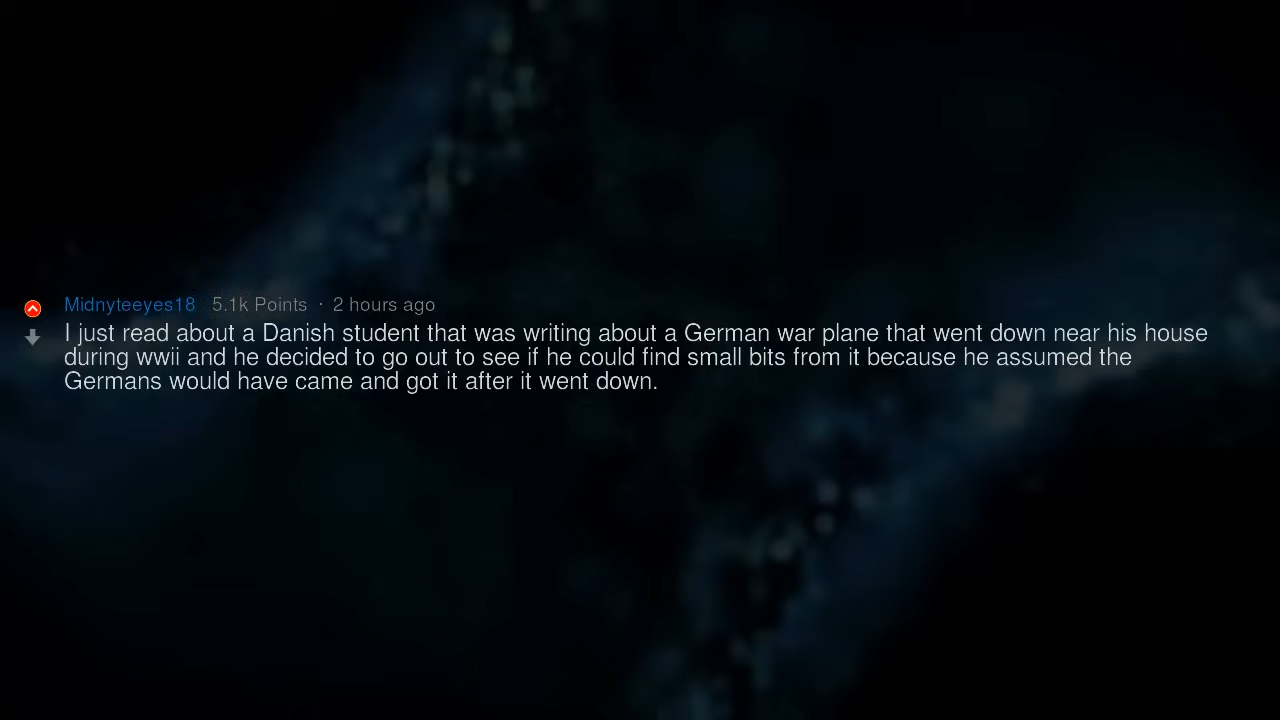 Midnyteeyes18 5.1k Points · 2 hours ago
I just read about a Danish student that was writing about a German war plane that went down near his house
during wwii and he decided to go out to see if he could find small bits from it because he assumed the
Germans would have came and got it after it went down.